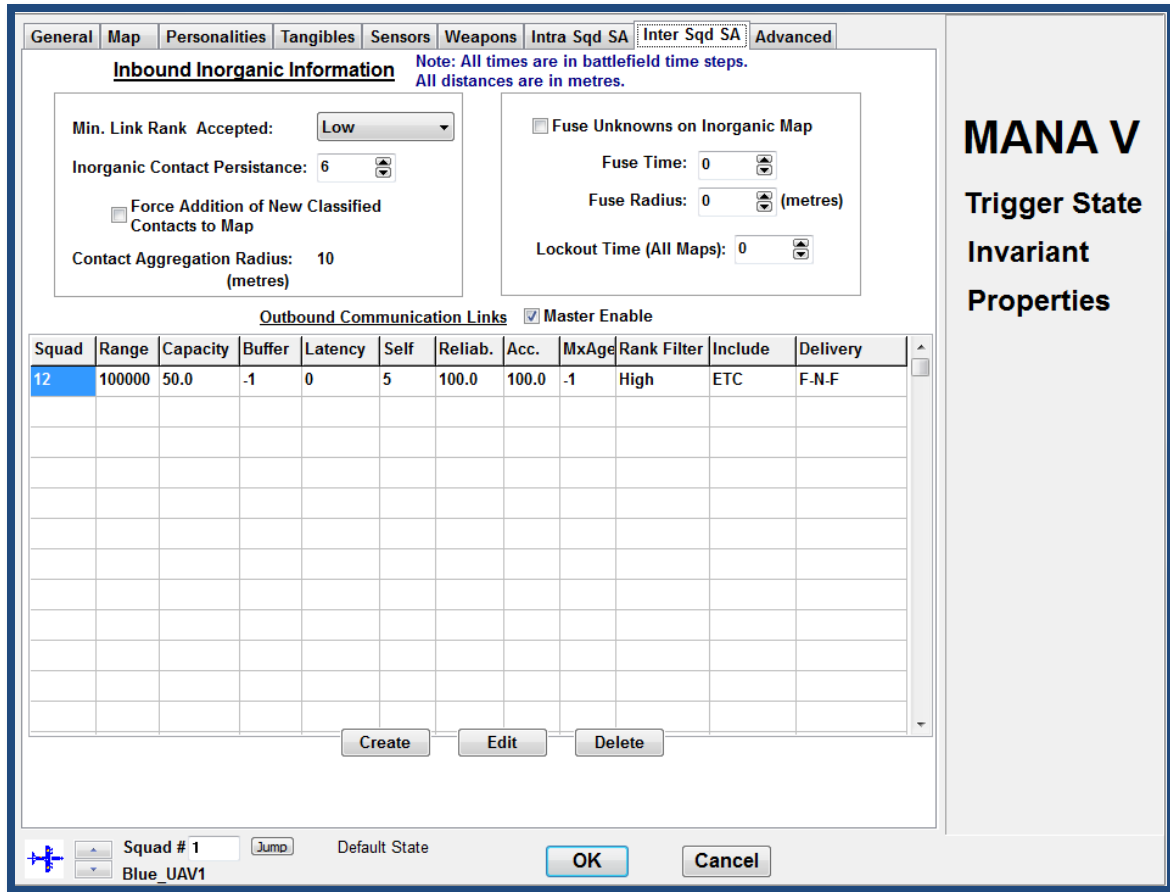 General Map Personalities Tangibles Sensors Weapons Intra Sqd SA Inter Sqd SA Advanced
Inbound Inorganic Information
Note: All times are in battlefield time steps.
All distances are in metres.
Min. Link Rank Accepted: Low
Inorganic Contact Persistance: 6
Force Addition of New Classified
Contacts to Map
Contact Aggregation Radius: 10
(metres)
Fuse Unknowns on Inorganic Map
Fuse Time: 0
Fuse Radius: 0 (metres)
Lockout Time (All Maps): 0
Outbound Communication Links Master Enable
Squad Range Capacity Buffer Latency Self Reliab. Acc. MxAge Rank Filter Include Delivery
12 100000 50.0 -1 0 5 100.0 100.0 -1 High ETC F-N-F
Create Edit Delete
Squad # 1 Jump Default State
Blue_UAV1
OK Cancel
MANA V
Trigger State
Invariant
Properties